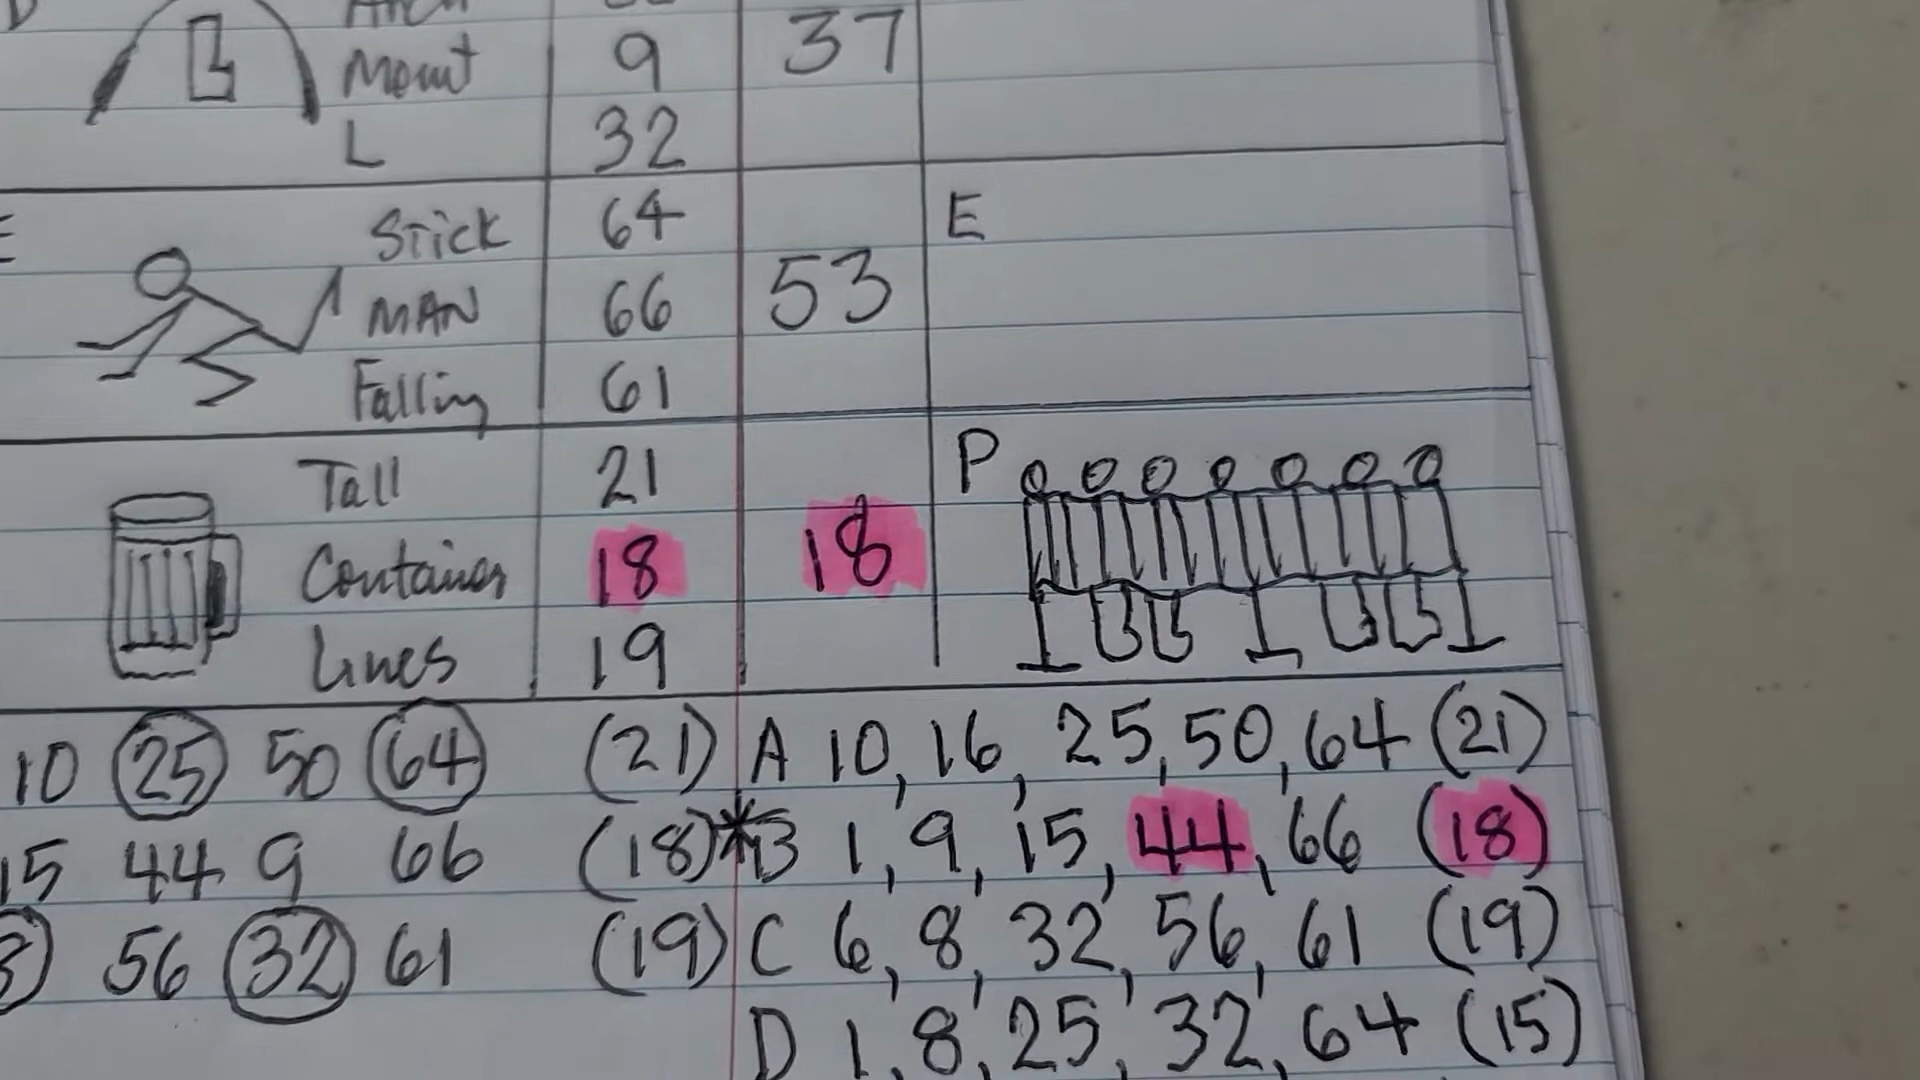 Mount 9 37
L 32
Stick 64 E
MAN 66 53
Falling 61
Tall 21 P
Container 18 18
Lines 19
10 25 50 64 (21) A 10, 16, 25, 50, 64 (21)
15 44 9 66 (18) *B 1, 9, 15, 44, 66 (18)
56 32 61 (19) C 6, 8, 32, 56, 61 (19)
D 1, 8, 25, 32, 64 (15)